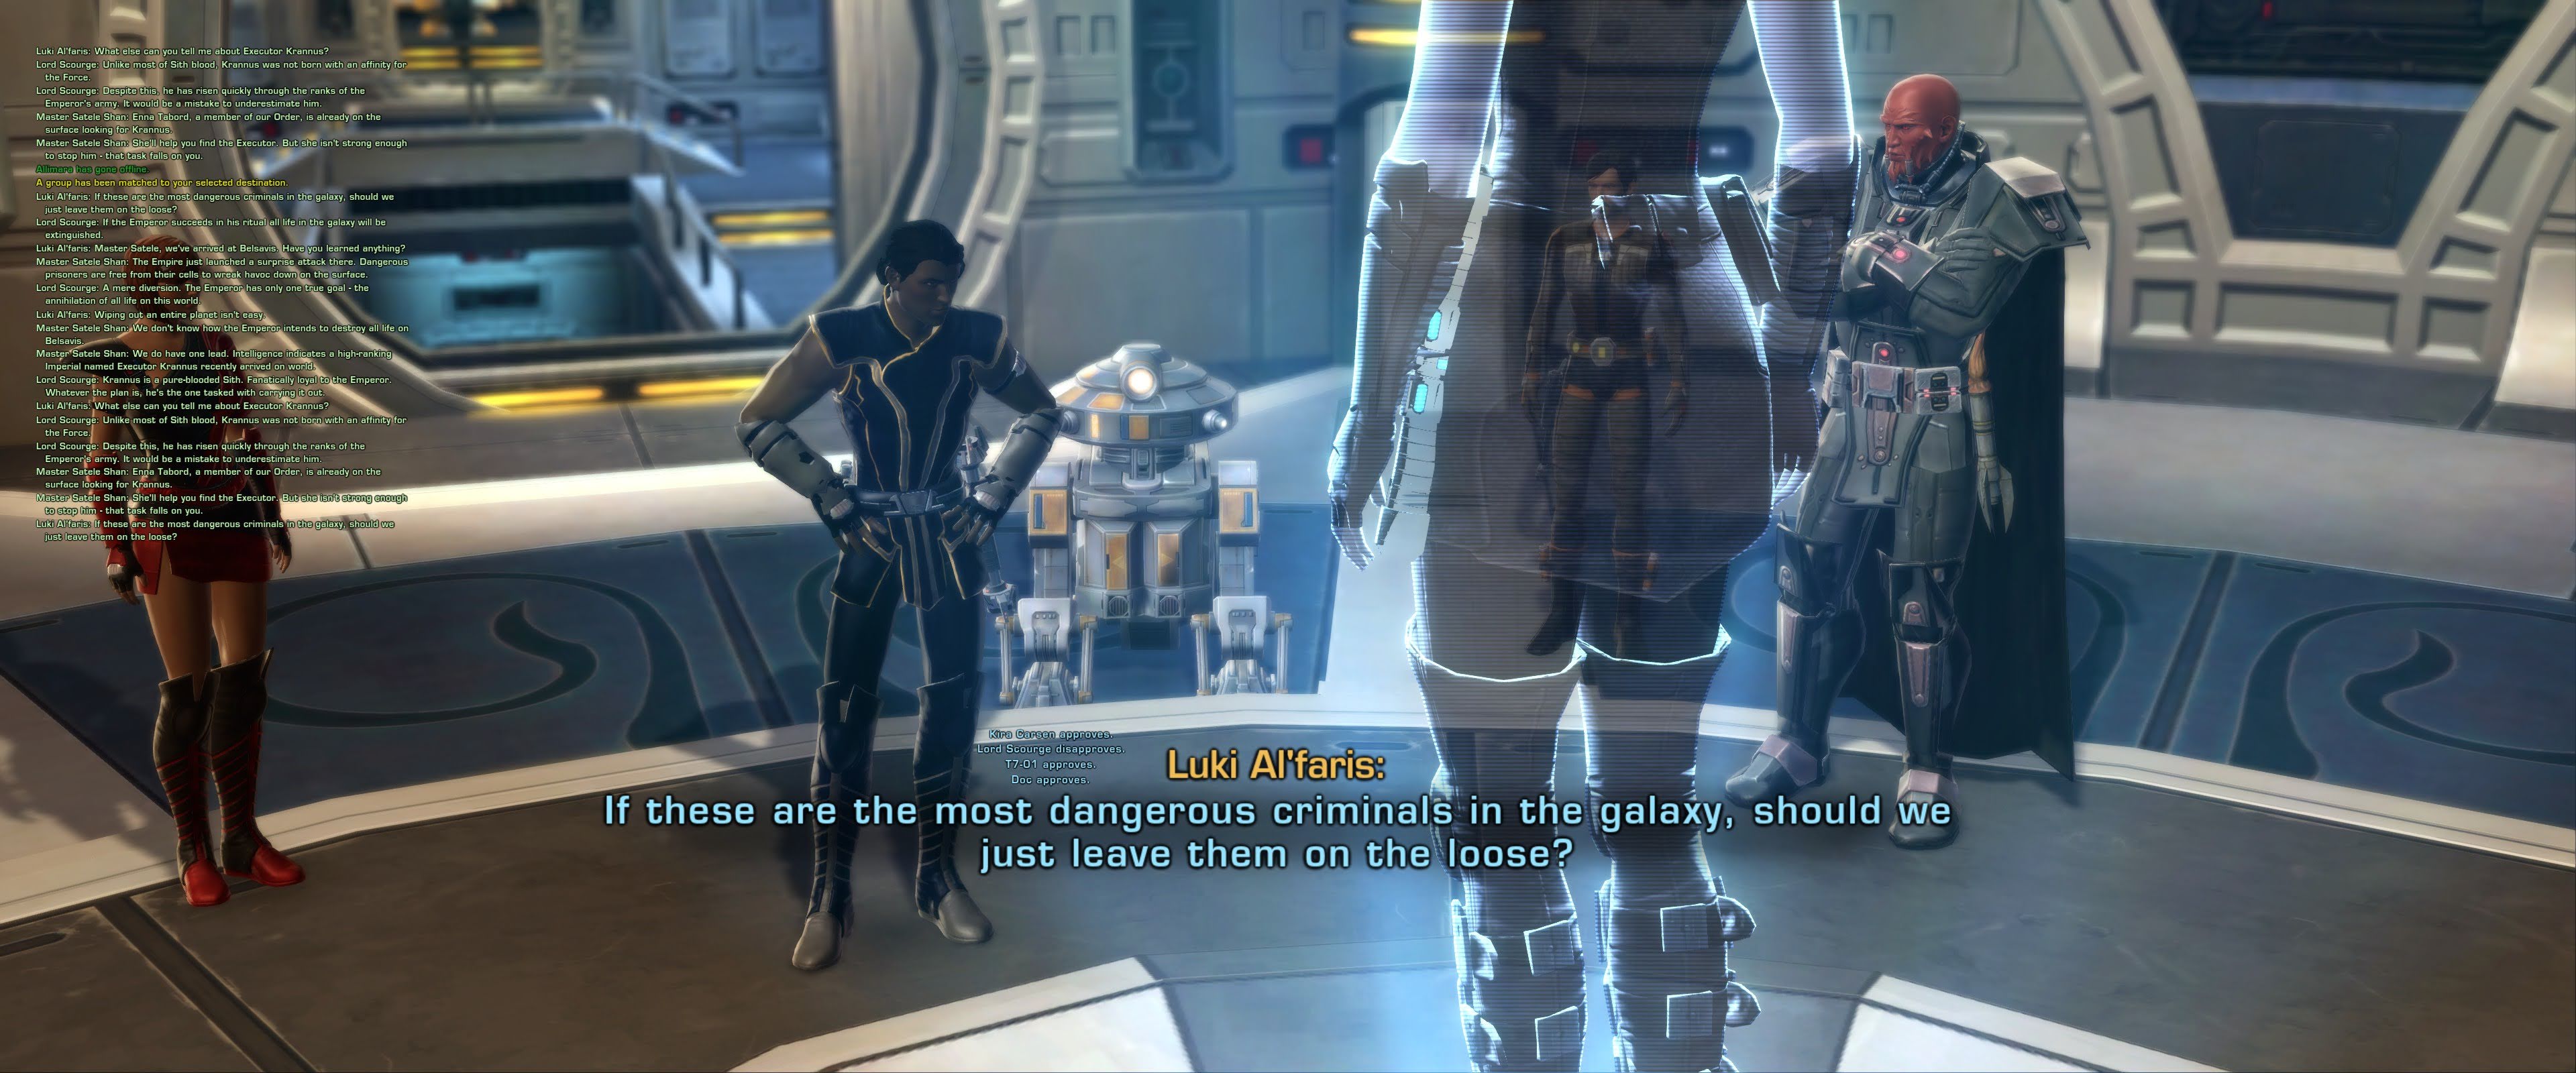 Luki Al'faris: What else can you tell me about Executor Krannus?
Lord Scourge: Unlike most of Sith blood, Krannus was not born with an affinity for
the Force.
Lord Scourge: Despite this, he has risen quickly through the ranks of the
Emperor's army. It would be a mistake to underestimate him.
Master Satele Shan: Enna Tabord, a member of our Order, is already on the
surface looking for Krannus.
Master Satele Shan: She'll help you find the Executor. But she isn't strong enough
to stop him - that task falls on you.
Allimara has gone offline.
A group has been matched to your selected destination.
Luki Al'faris: If these are the most dangerous criminals in the galaxy, should we
just leave them on the loose?
Lord Scourge: If the Emperor succeeds in his ritual all life in the galaxy will be
extinguished.
Luki Al'faris: Master Satele, we've arrived at Belsavis. Have you learned anything?
Master Satele Shan: The Empire just launched a surprise attack there. Dangerous
prisoners are free from their cells to wreak havoc down on the surface.
Lord Scourge: A mere diversion. The Emperor has only one true goal - the
annihilation of all life on this world.
Luki Al'faris: Wiping out an entire planet isn't easy.
Master Satele Shan: We don't know how the Emperor intends to destroy all life on
Belsavis.
Master Satele Shan: We do have one lead. Intelligence indicates a high-ranking
Imperial named Executor Krannus recently arrived on world.
Lord Scourge: Krannus is a pure-blooded Sith. Fanatically loyal to the Emperor.
Whatever the plan is, he's the one tasked with carrying it out.
Luki Al'faris: What else can you tell me about Executor Krannus?
Lord Scourge: Unlike most of Sith blood, Krannus was not born with an affinity for
the Force.
Lord Scourge: Despite this, he has risen quickly through the ranks of the
Emperor's army. It would be a mistake to underestimate him.
Master Satele Shan: Enna Tabord, a member of our Order, is already on the
surface looking for Krannus.
Master Satele Shan: She'll help you find the Executor. But she isn't strong enough
to stop him - that task falls on you.
Luki Al'faris: If these are the most dangerous criminals in the galaxy, should we
just leave them on the loose?
Kira Carsen approves.
Lord Scourge disapproves.
T7-01 approves.
Doc approves.
Luki Al'faris:
If these are the most dangerous criminals in the galaxy, should we
just leave them on the loose?